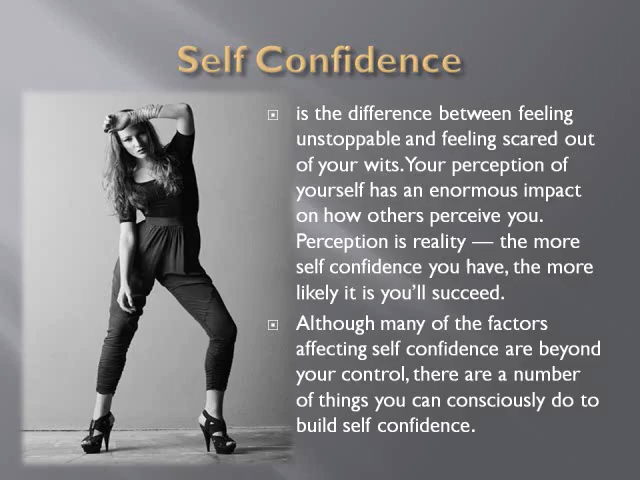 Self Confidence
is the difference between feeling
unstoppable and feeling scared out
of your wits. Your perception of
yourself has an enormous impact
on how others perceive you.
Perception is reality — the more
self confidence you have, the more
likely it is you’ll succeed.
Although many of the factors
affecting self confidence are beyond
your control, there are a number
of things you can consciously do to
build self confidence.